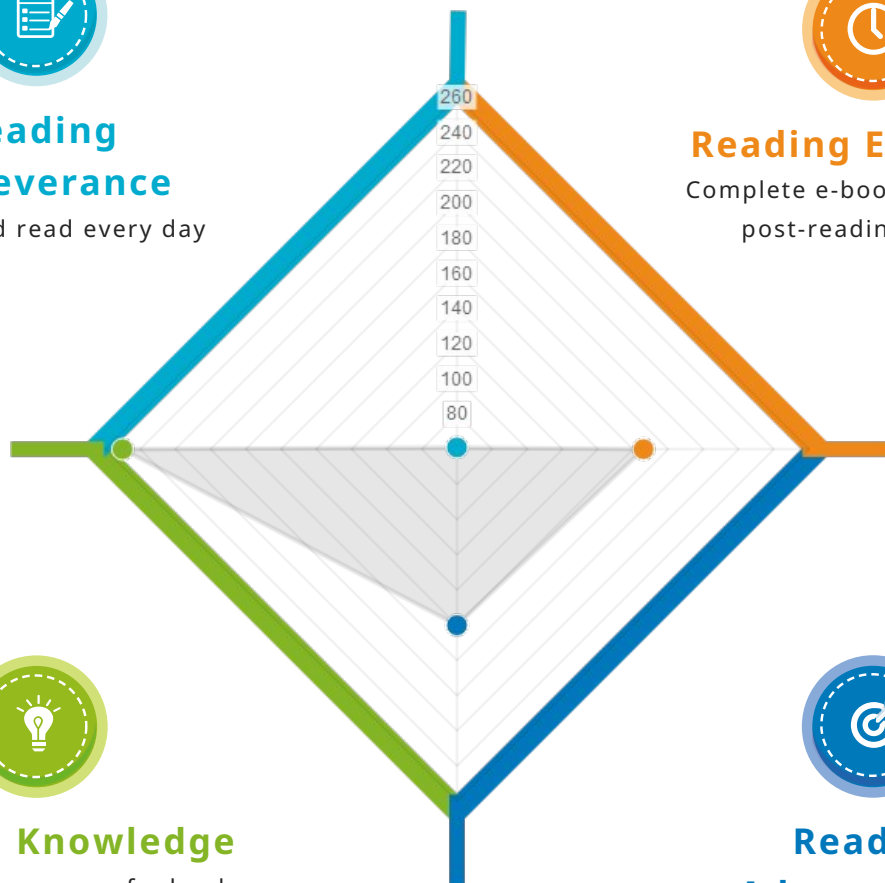 eading
everance
d read every day
Reading E
Complete e-boo
post-readin
260
240
220
200
180
160
140
120
100
80
Knowledge
Read